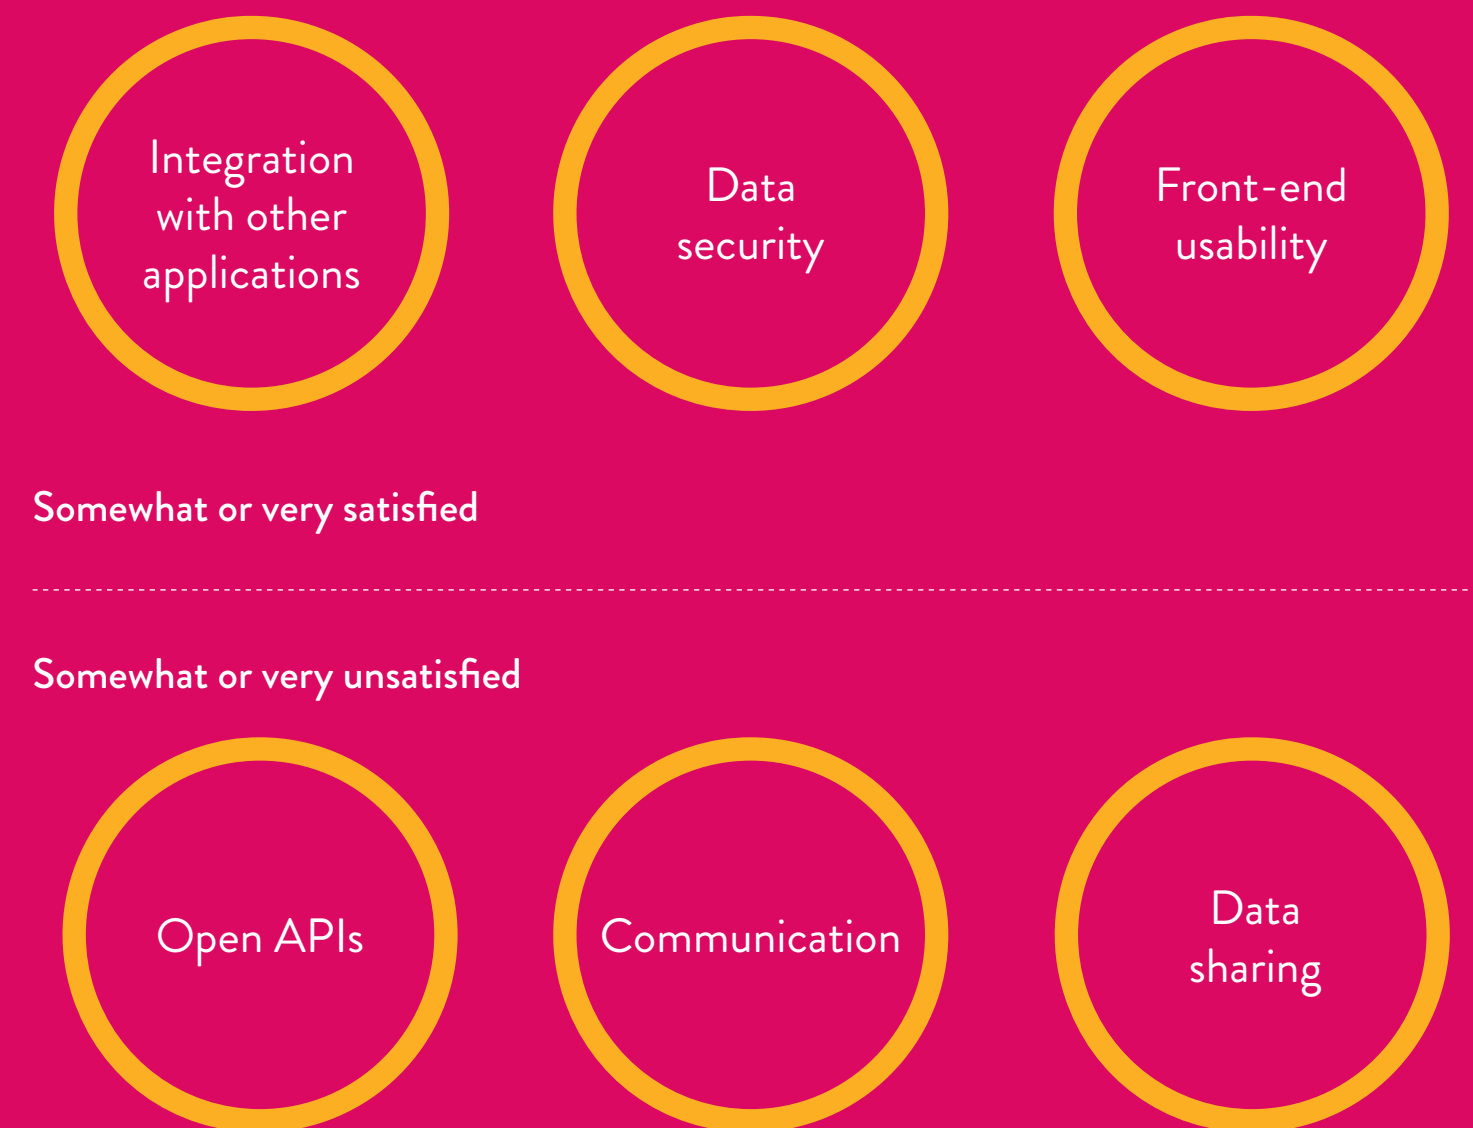 Integration
with other
applications
Data
security
Front-end
usability
Somewhat or very satisfied
Somewhat or very unsatisfied
Open APIs
Communication
Data
sharing